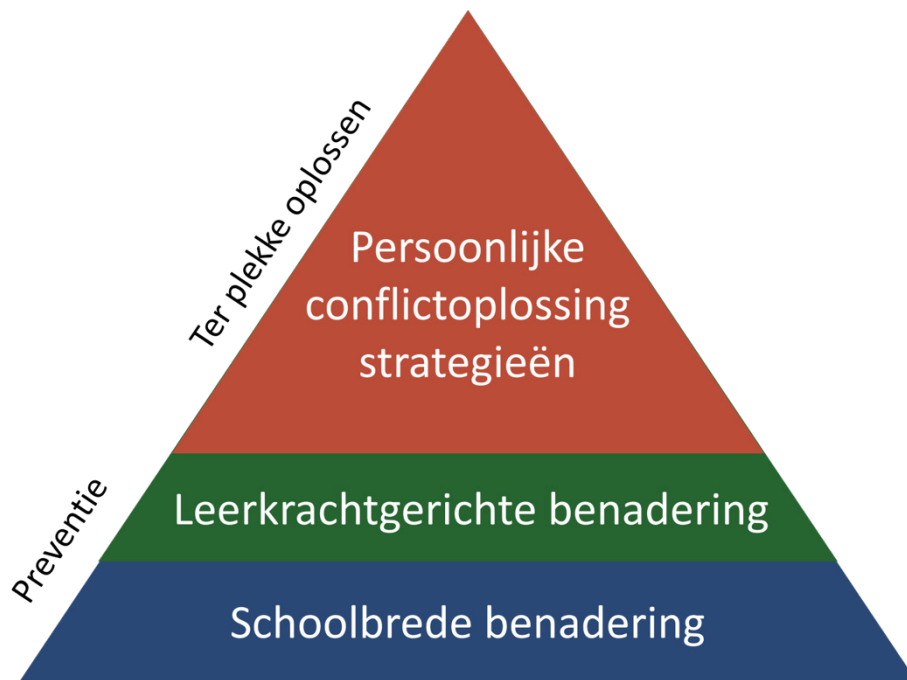 Ter plekke oplossen
Persoonlijke
conflictoplossing
strategieën
Preventie
Leerkrachtgerichte benadering
Schoolbrede benadering